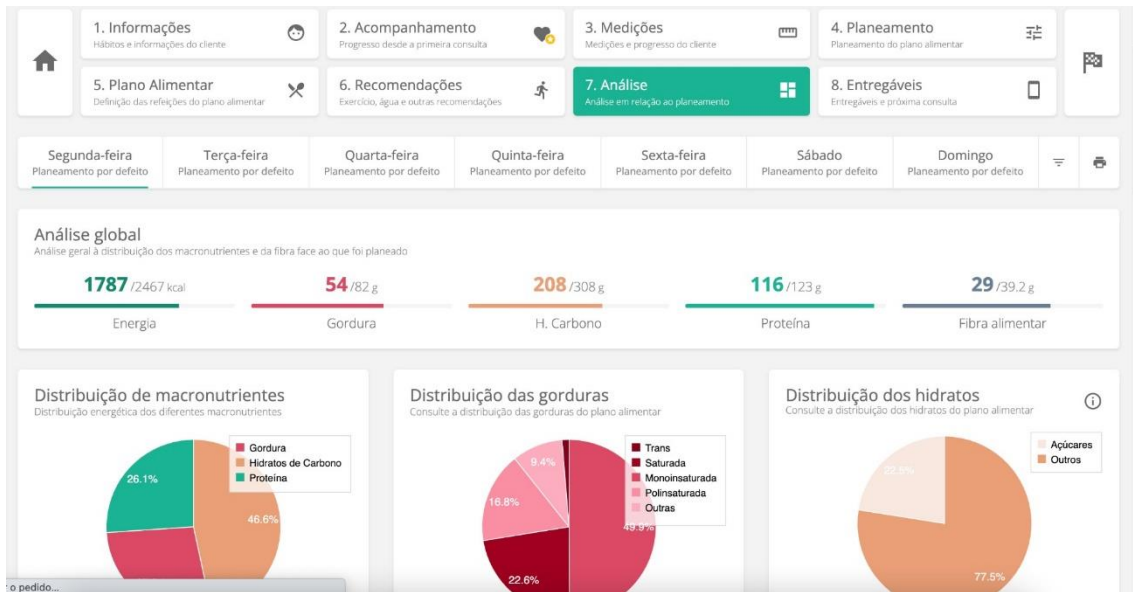 1. Informações
Hábitos e informações do cliente
2. Acompanhamento
Progresso desde a primeira consulta
3. Medições
Medições e progresso do cliente
4. Planeamento
Planeamento do plano alimentar
5. Plano Alimentar
Definição das refeições do plano alimentar
6. Recomendações
Exercício, água e outras recomendações
7. Análise
Análise em relação ao planeamento
8. Entregáveis
Entregáveis e próxima consulta
Segunda-feira
Planeamento por defeito
Terça-feira
Planeamento por defeito
Quarta-feira
Planeamento por defeito
Quinta-feira
Planeamento por defeito
Sexta-feira
Planeamento por defeito
Sábado
Planeamento por defeito
Domingo
Planeamento por defeito
Análise global
Análise geral à distribuição dos macronutrientes e da fibra face ao que foi planeado
1787 /2467 kcal
Energia
54 /82 g
Gordura
208 /308 g
H. Carbono
116 /123 g
Proteína
29 /39.2 g
Fibra alimentar
Distribuição de macronutrientes
Distribuição energética dos diferentes macronutrientes
Gordura
Hidratos de Carbono
Proteína
26.1%
46.6%
Distribuição das gorduras
Consulte a distribuição das gorduras do plano alimentar
Trans
Saturada
Monoinsaturada
Polinsaturada
Outras
9.4%
16.8%
49.9%
22.6%
Distribuição dos hidratos
Consulte a distribuição dos hidratos do plano alimentar
Açúcares
Outros
77.5%
o pedido...